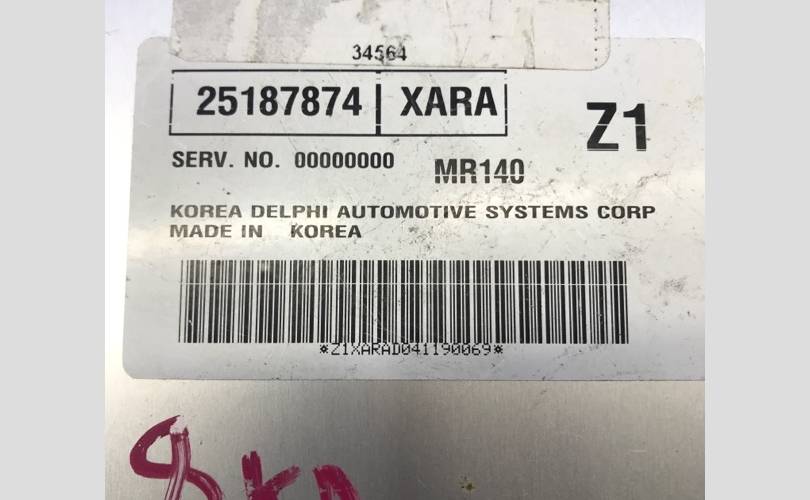 34564
25187874 XARA
Z1
SERV. NO. 00000000 MR140
KOREA DELPHI AUTOMOTIVE SYSTEMS CORP
MADE IN KOREA
*Z1XARAD041190069*